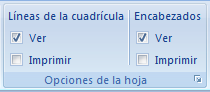 Líneas de la cuadrícula Encabezados
Ver Ver
Imprimir Imprimir
Opciones de la hoja